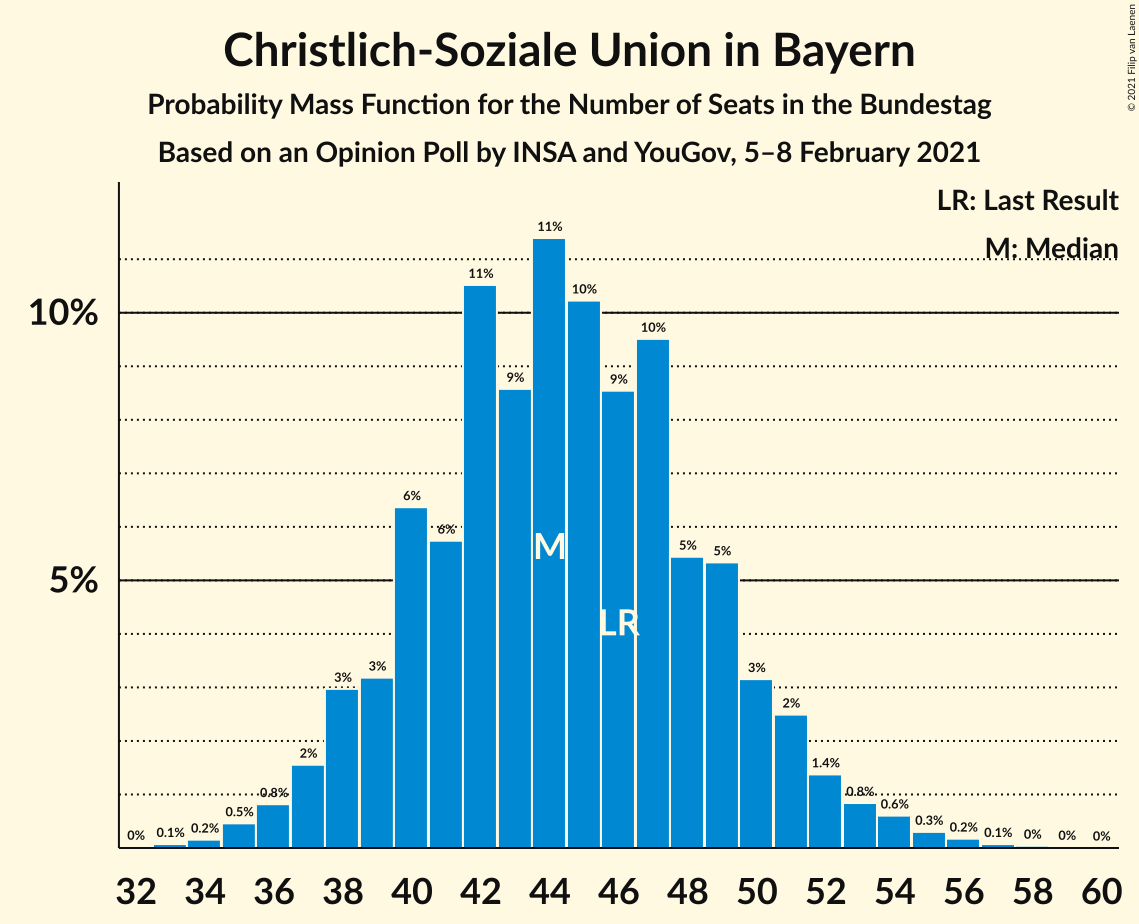 Christlich-Soziale Union in Bayern
Probability Mass Function for the Number of Seats in the Bundestag
Based on an Opinion Poll by INSA and YouGov, 5–8 February 2021
© 2021 Filip van Laenen
LR: Last Result
M: Median
10%
5%
0% 0.1% 0.2% 0.5% 0.8% 2% 3% 3% 6% 6% 11% 9% 11% 10% 9% 10% 5% 5% 3% 2% 1.4% 0.8% 0.6% 0.3% 0.2% 0.1% 0% 0% 0%
M
LR
32 34 36 38 40 42 44 46 48 50 52 54 56 58 60